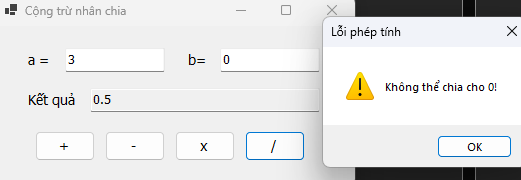 Cộng trừ nhân chia
Lỗi phép tính
a = 3 b= 0
Không thể chia cho 0!
Kết quả 0.5
+ - x /
OK